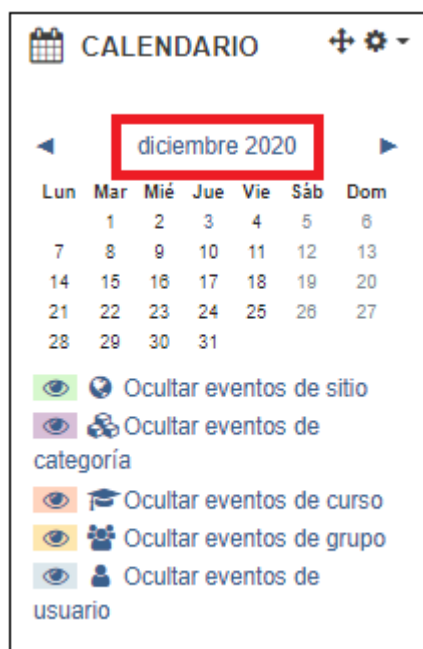 CALENDARIO
diciembre 2020
Lun Mar Mié Jue Vie Sáb Dom
1 2 3 4 5 6
7 8 9 10 11 12 13
14 15 16 17 18 19 20
21 22 23 24 25 26 27
28 29 30 31
Ocultar eventos de sitio
Ocultar eventos de
categoría
Ocultar eventos de curso
Ocultar eventos de grupo
Ocultar eventos de
usuario